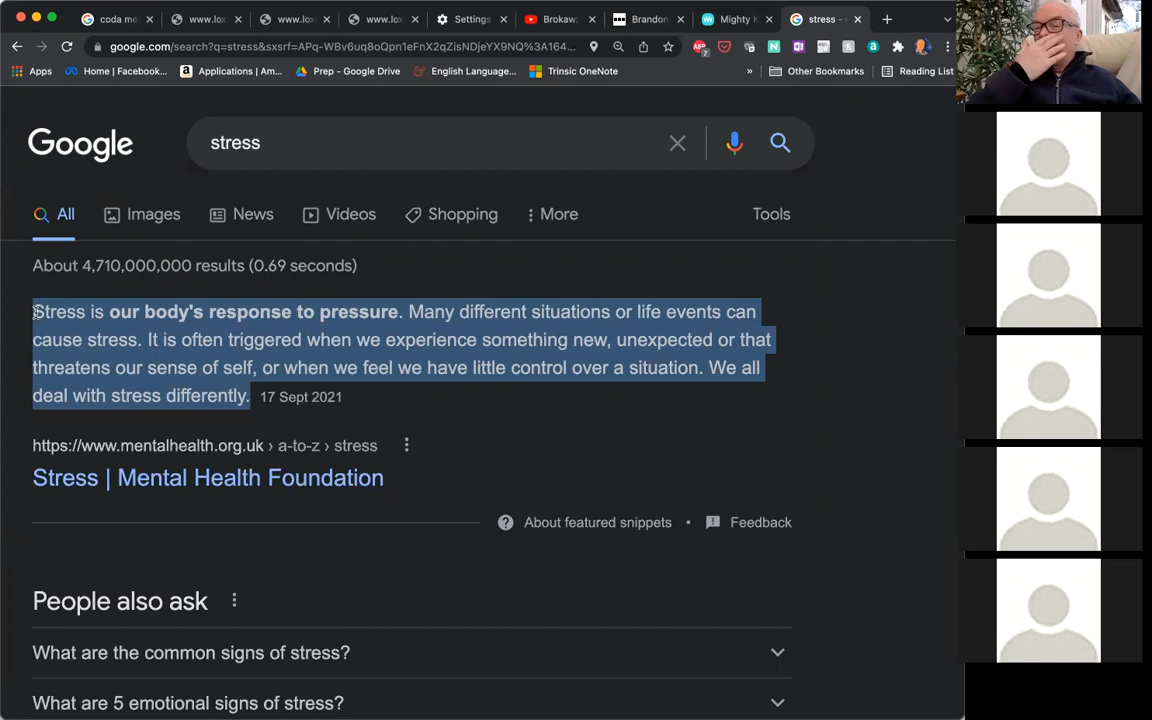 coda me
www.lox
www.lox
www.lox
Settings
Brokaw:
Brandon
Mighty K
stress -
google.com/search?q=stress&sxsrf=APq-WBv6uq8oQpn1eFnX2qZisNDjeYX9NQ%3A164...
Apps
Home | Facebook...
Applications | Am...
Prep - Google Drive
English Language...
Trinsic OneNote
»
Other Bookmarks
Reading List
Google
stress
All
Images
News
Videos
Shopping
More
Tools
About 4,710,000,000 results (0.69 seconds)
Stress is our body's response to pressure. Many different situations or life events can
cause stress. It is often triggered when we experience something new, unexpected or that
threatens our sense of self, or when we feel we have little control over a situation. We all
deal with stress differently. 17 Sept 2021
https://www.mentalhealth.org.uk › a-to-z › stress
Stress | Mental Health Foundation
About featured snippets • Feedback
People also ask
What are the common signs of stress?
What are 5 emotional signs of stress?